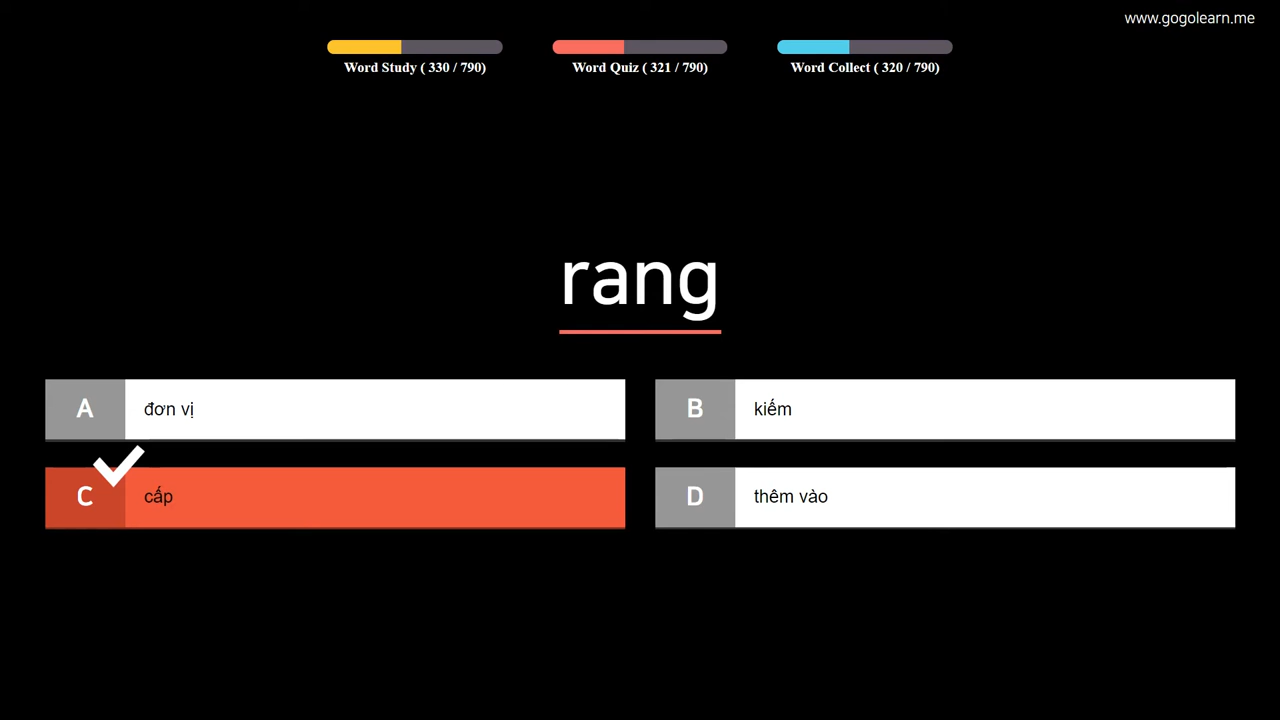 www.gogolearn.me
Word Study ( 330 / 790)
Word Quiz ( 321 / 790)
Word Collect ( 320 / 790)
rang
A đơn vị
B kiếm
C cấp
D thêm vào